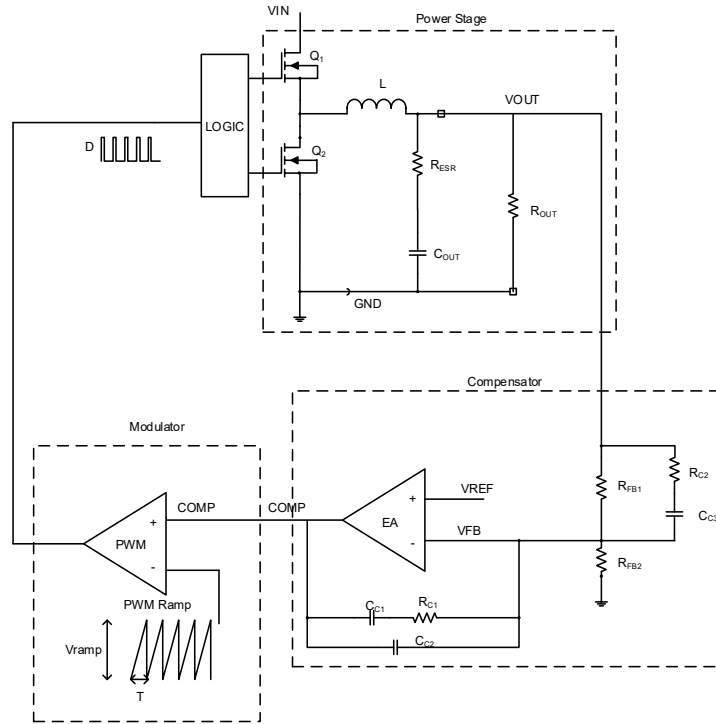 VIN
Power Stage
Q1
L
VOUT
LOGIC
D
Q2
RESR
ROUT
COUT
GND
Compensator
Modulator
RC2
RFB1
VREF
COMP
COMP
+
+
EA
VFB
CC3
PWM
-
-
RFB2
PWM Ramp
CC1
RC1
Vramp
CC2
T